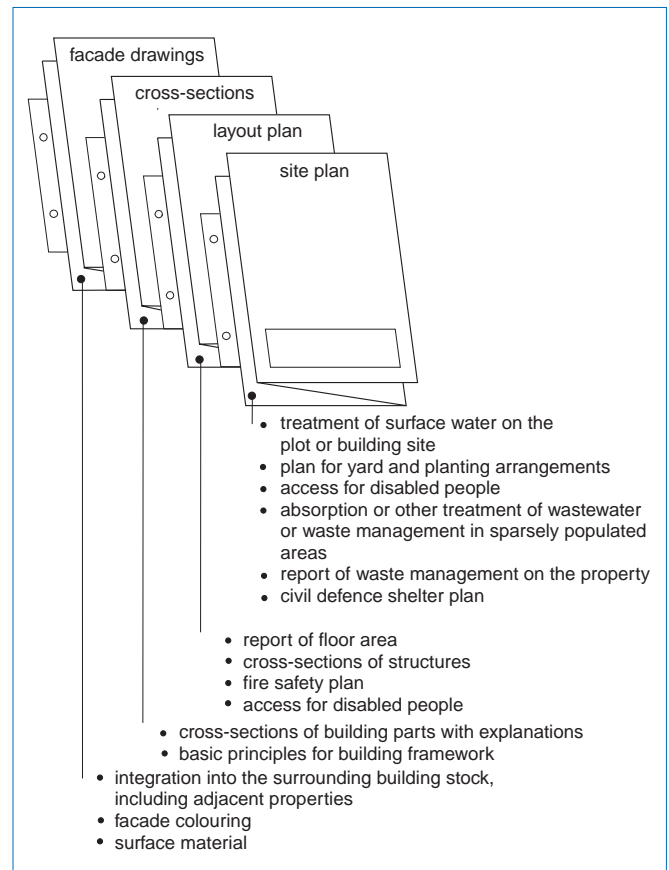 facade drawings
cross-sections
layout plan
site plan
• treatment of surface water on the
plot or building site
• plan for yard and planting arrangements
• access for disabled people
• absorption or other treatment of wastewater
or waste management in sparsely populated
areas
• report of waste management on the property
• civil defence shelter plan
• report of floor area
• cross-sections of structures
• fire safety plan
• access for disabled people
• cross-sections of building parts with explanations
• basic principles for building framework
• integration into the surrounding building stock,
including adjacent properties
• facade colouring
• surface material